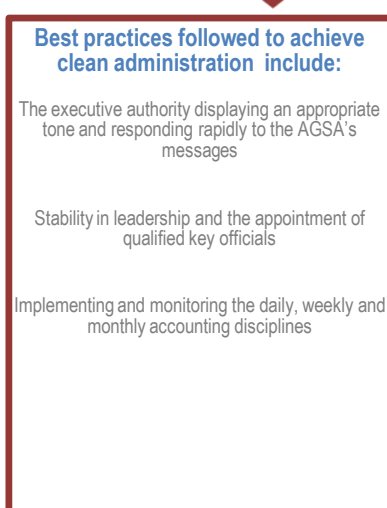 Best practices followed to achieve
clean administration include:
The executive authority displaying an appropriate
tone and responding rapidly to the AGSA's
messages
Stability in leadership and the appointment of
qualified key officials
Implementing and monitoring the daily, weekly and
monthly accounting disciplines